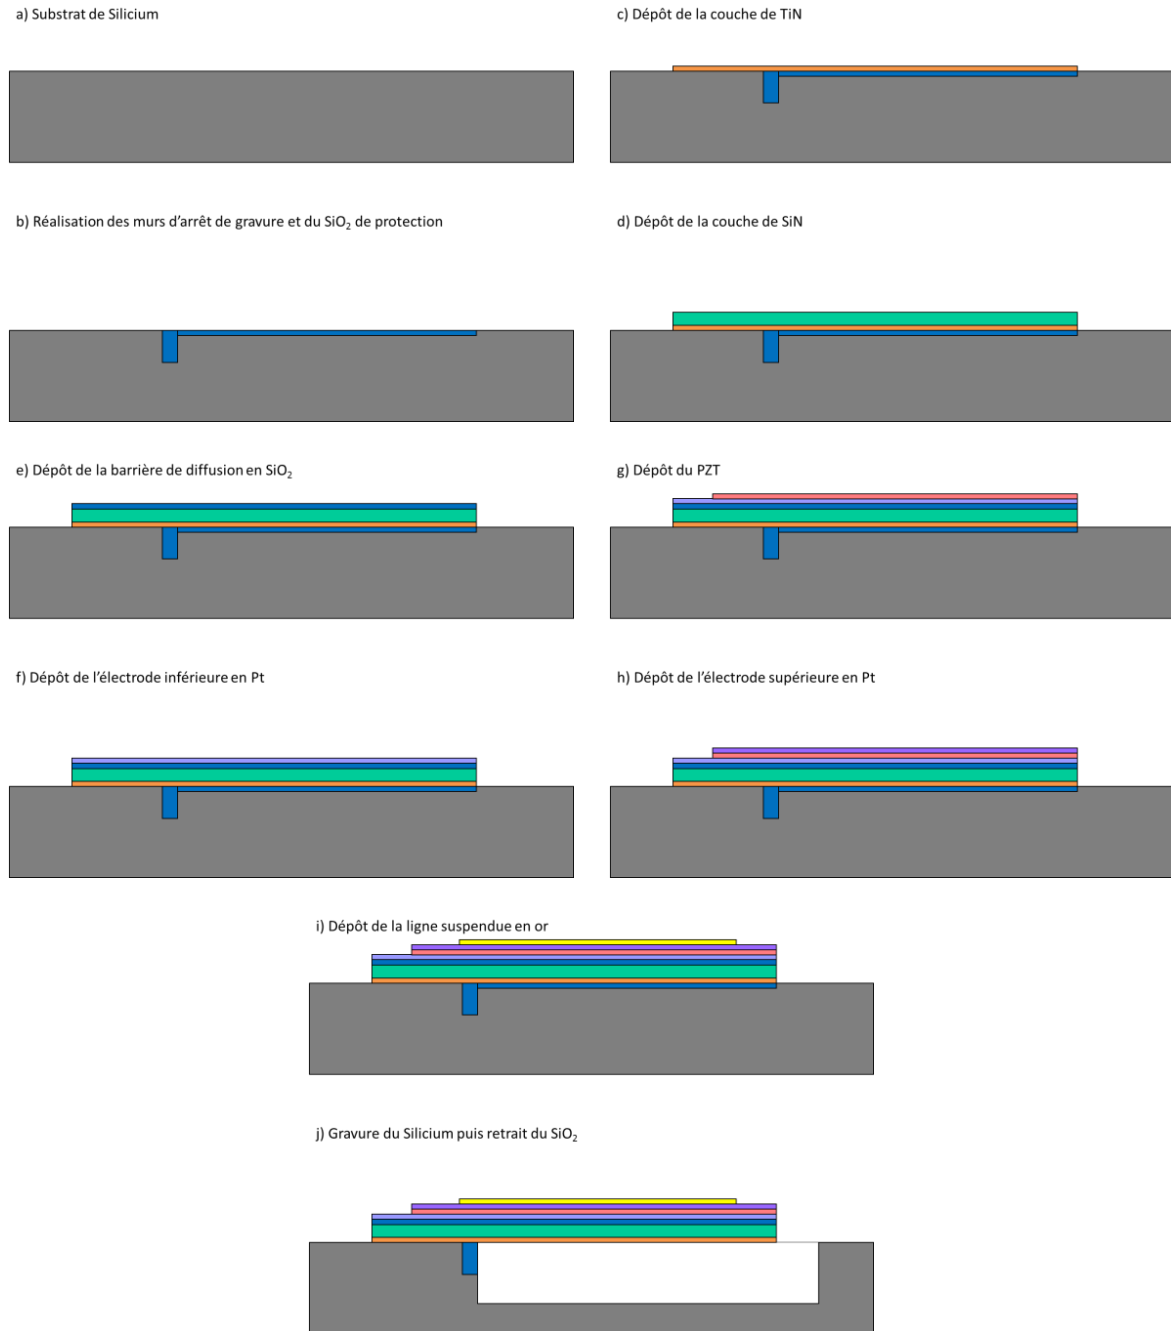 a) Substrat de Silicium
c) Dépôt de la couche de TiN
b) Réalisation des murs d’arrêt de gravure et du SiO₂ de protection
d) Dépôt de la couche de SiN
e) Dépôt de la barrière de diffusion en SiO₂
g) Dépôt du PZT
f) Dépôt de l’électrode inférieure en Pt
h) Dépôt de l’électrode supérieure en Pt
i) Dépôt de la ligne suspendue en or
j) Gravure du Silicium puis retrait du SiO₂